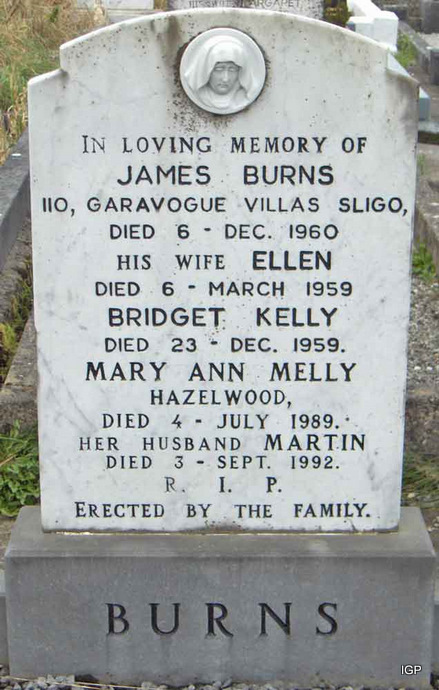 MARGARET
IN LOVING MEMORY OF
JAMES BURNS
110, GARAVOGUE VILLAS SLIGO,
DIED 6 - DEC. 1960
HIS WIFE ELLEN
DIED 6 - MARCH 1959
BRIDGET KELLY
DIED 23 - DEC. 1959.
MARY ANN MELLY
HAZELWOOD,
DIED 4 - JULY 1989.
HER HUSBAND MARTIN
DIED 3 - SEPT. 1992.
R. I. P.
ERECTED BY THE FAMILY.
BURNS
IGP